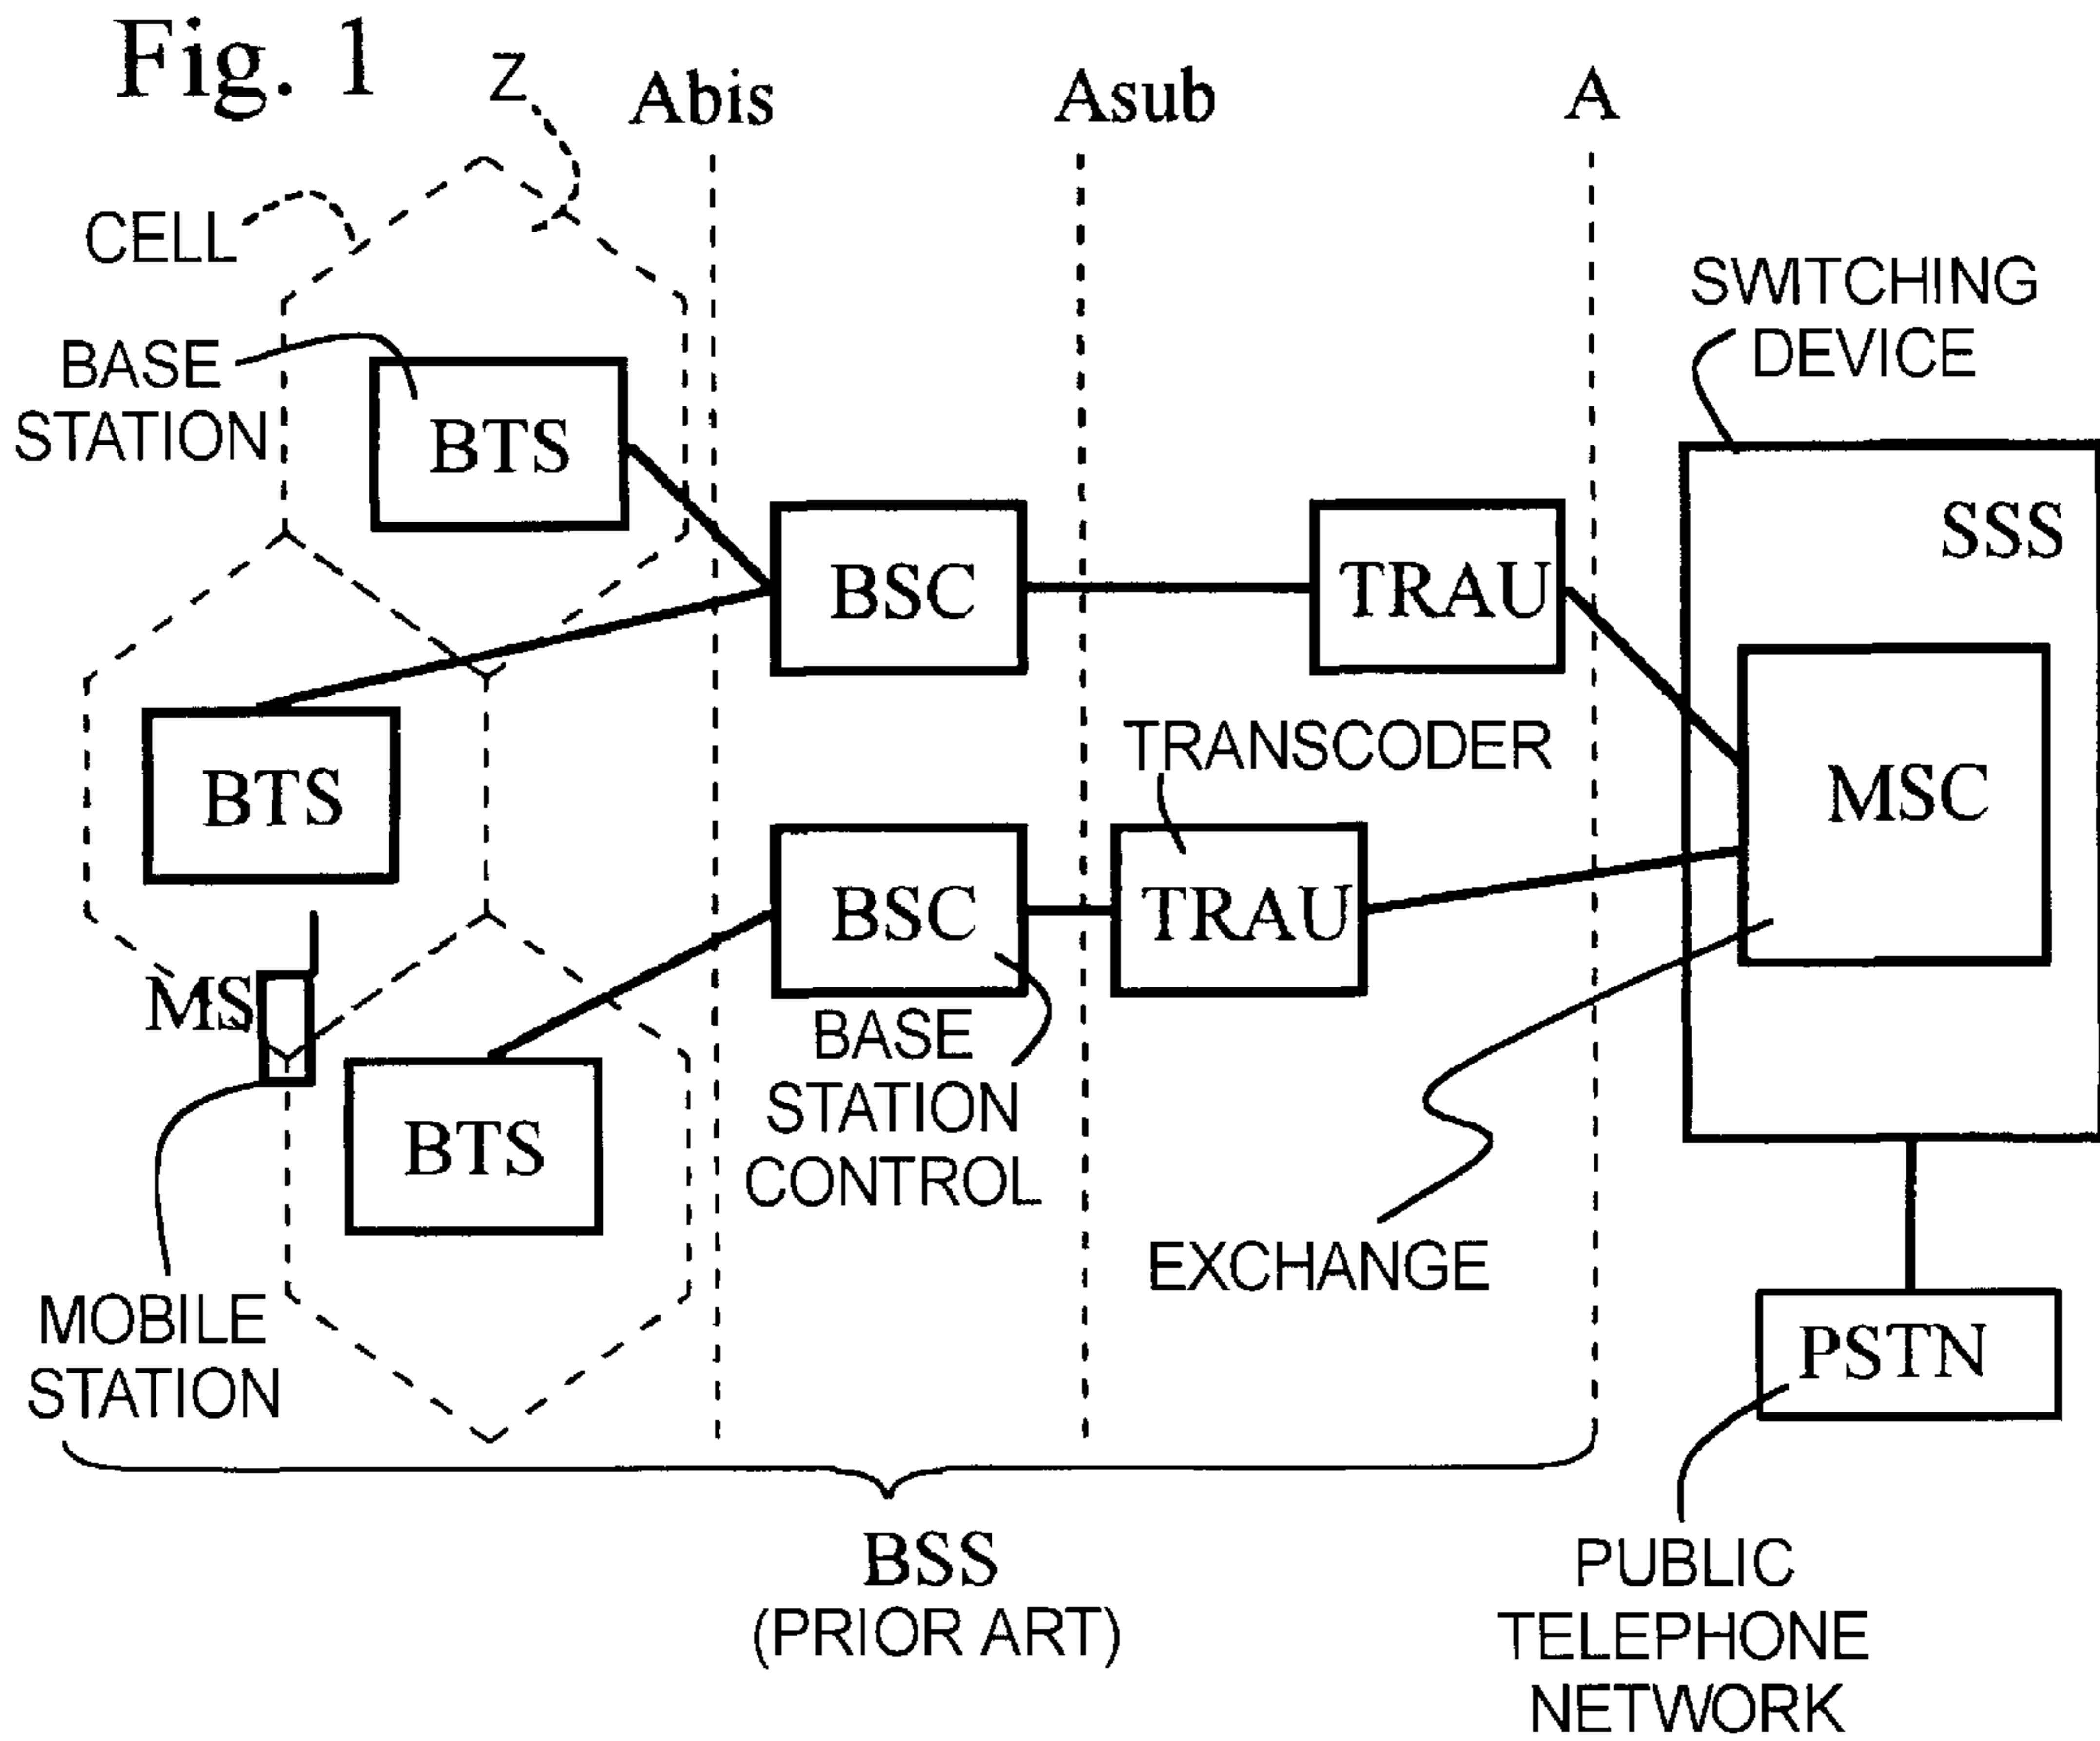 Fig. 1
Z
Abis
Asub
A
CELL
SWITCHING
DEVICE
BASE
STATION
BTS
SSS
BSC
TRAU
TRANSCODER
BTS
MSC
BSC
TRAU
MS
BASE
STATION
CONTROL
BTS
EXCHANGE
MOBILE
STATION
PSTN
BSS
(PRIOR ART)
PUBLIC
TELEPHONE
NETWORK